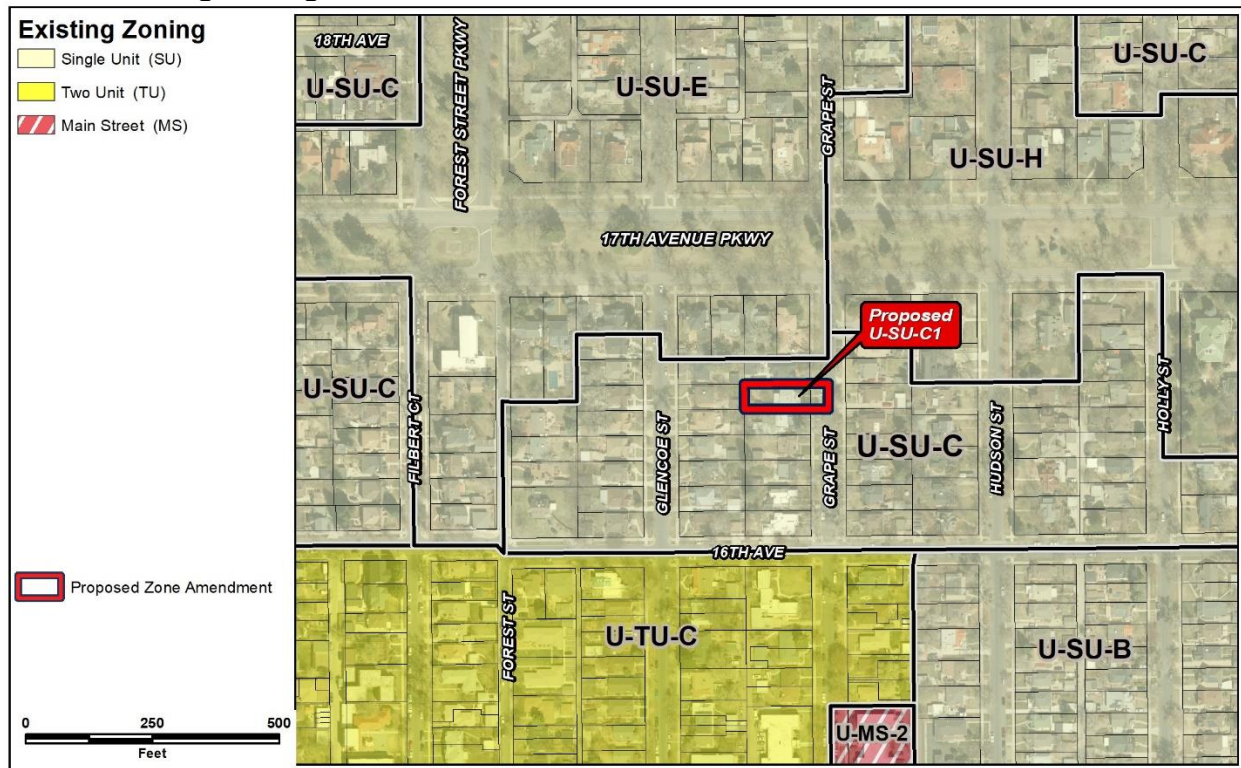 Existing Zoning
Single Unit (SU)
Two Unit (TU)
Main Street (MS)
Proposed Zone Amendment
0 250 500
Feet
18TH AVE
FOREST STREET PKWY
U-SU-C
U-SU-E
GRAPE ST
U-SU-C
U-SU-H
17TH AVENUE PKWY
Proposed
U-SU-C1
U-SU-C
FILBERT CT
GLENCOE ST
GRAPE ST
U-SU-C
HUDSON ST
HOLLY ST
16TH AVE
FOREST ST
U-TU-C
U-SU-B
U-MS-2